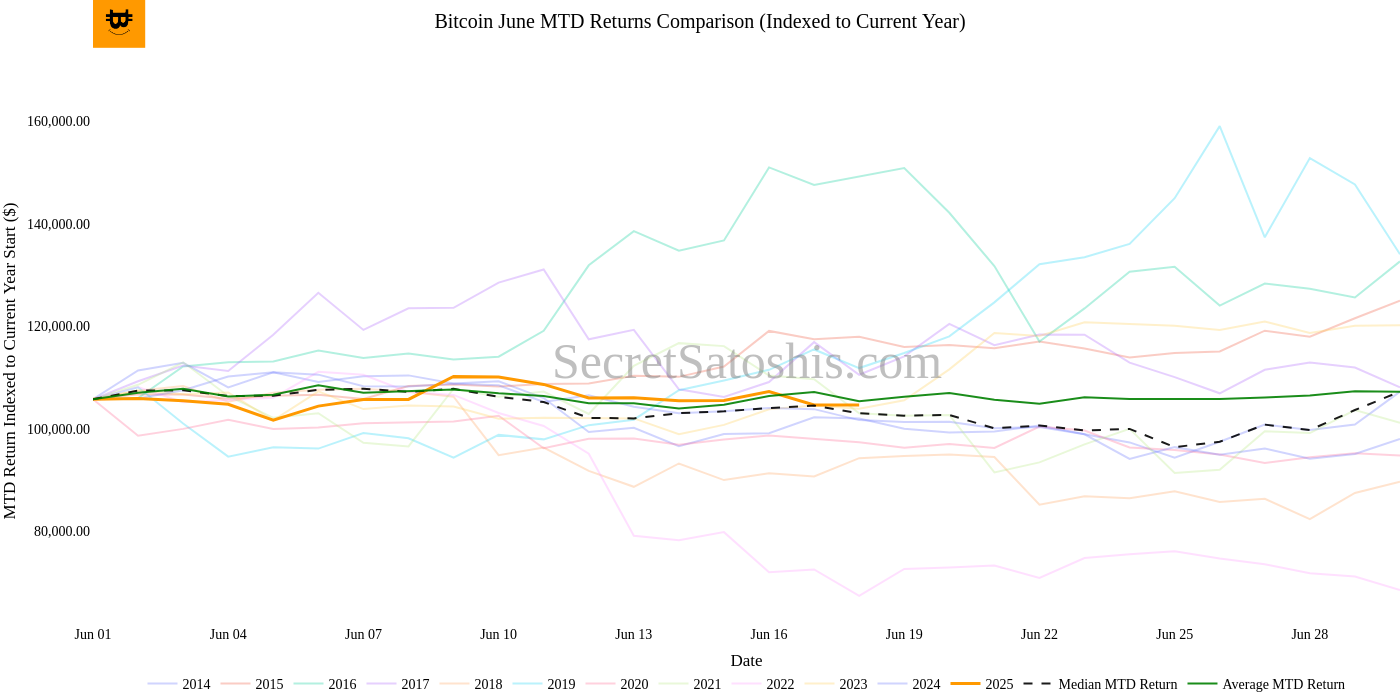 Bitcoin June MTD Returns Comparison (Indexed to Current Year)
MTD Return Indexed to Current Year Start ($)
160,000.00
140,000.00
120,000.00
100,000.00
80,000.00
SecretSatoshis.com
Jun 01 Jun 04 Jun 07 Jun 10 Jun 13 Jun 16 Jun 19 Jun 22 Jun 25 Jun 28
Date
2014 2015 2016 2017 2018 2019 2020 2021 2022 2023 2024 2025 Median MTD Return Average MTD Return